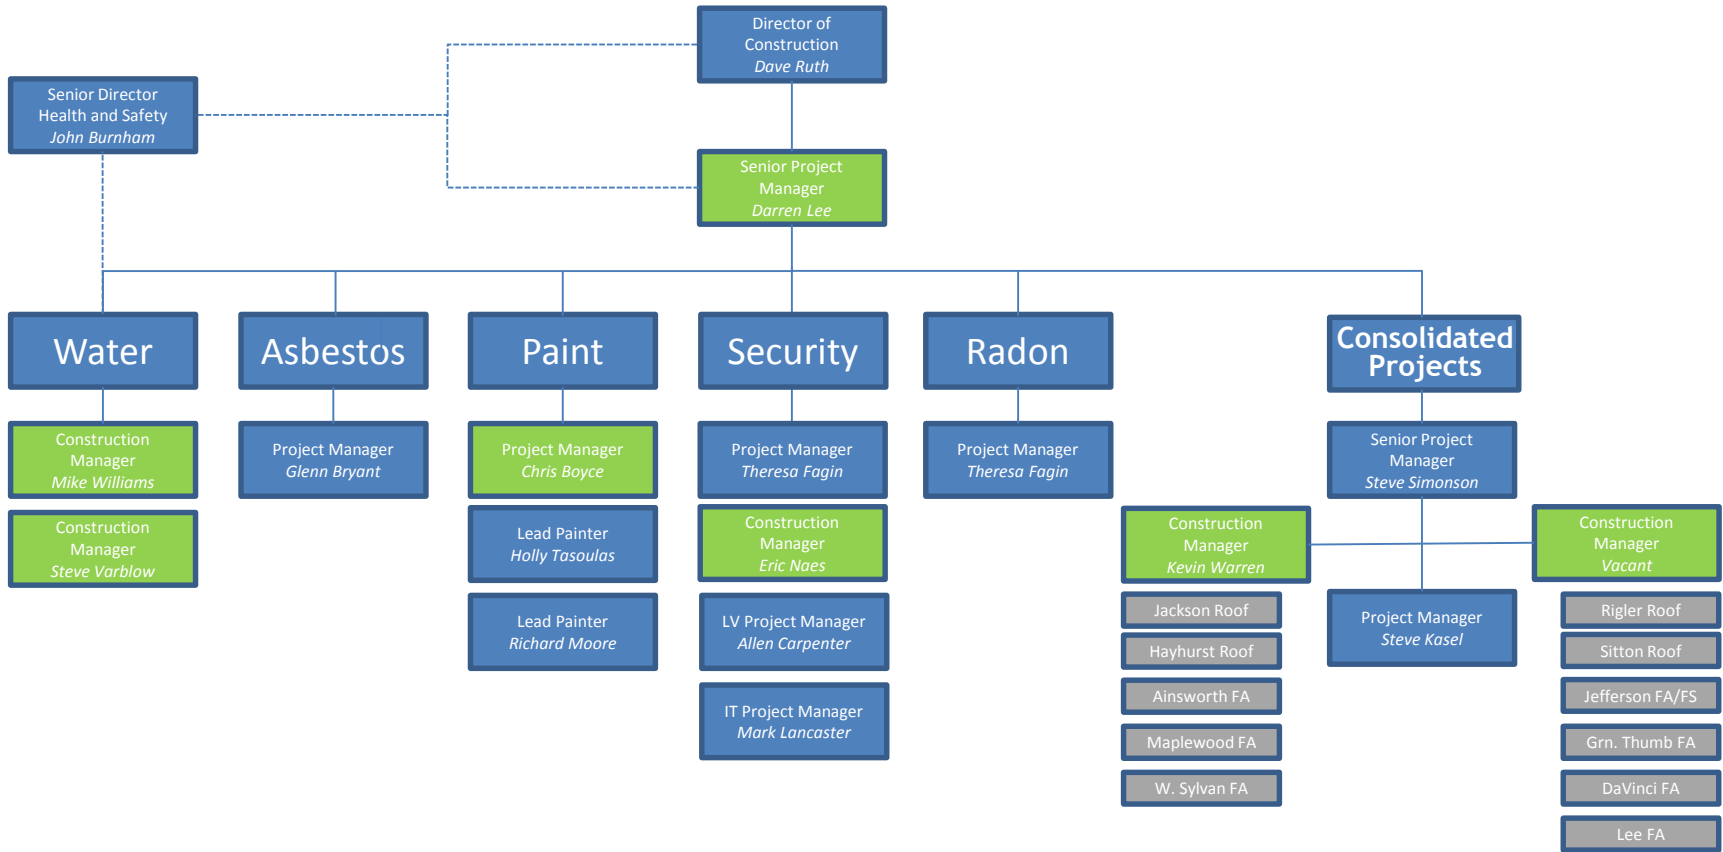 Director of
Construction
Dave Ruth
Senior Director
Health and Safety
John Burnham
Senior Project
Manager
Darren Lee
Water
Asbestos
Paint
Security
Radon
Consolidated
Projects
Construction
Manager
Mike Williams
Construction
Manager
Steve Varblow
Project Manager
Glenn Bryant
Project Manager
Chris Boyce
Lead Painter
Holly Tasoulas
Lead Painter
Richard Moore
Project Manager
Theresa Fagin
Construction
Manager
Eric Naes
LV Project Manager
Allen Carpenter
IT Project Manager
Mark Lancaster
Project Manager
Theresa Fagin
Senior Project
Manager
Steve Simonson
Construction
Manager
Kevin Warren
Jackson Roof
Hayhurst Roof
Ainsworth FA
Maplewood FA
W. Sylvan FA
Project Manager
Steve Kasel
Construction
Manager
Vacant
Rigler Roof
Sitton Roof
Jefferson FA/FS
Grn. Thumb FA
DaVinci FA
Lee FA